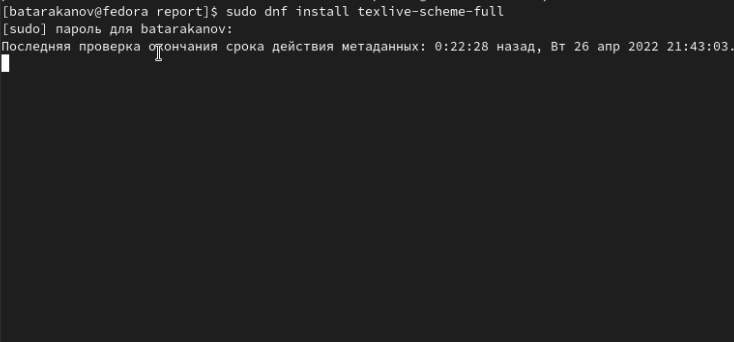 [batarakanov@fedora report]$ sudo dnf install texlive-scheme-full
[sudo] пароль для batarakanov:
Последняя проверка окончания срока действия метаданных: 0:22:28 назад, Вт 26 апр 2022 21:43:03.